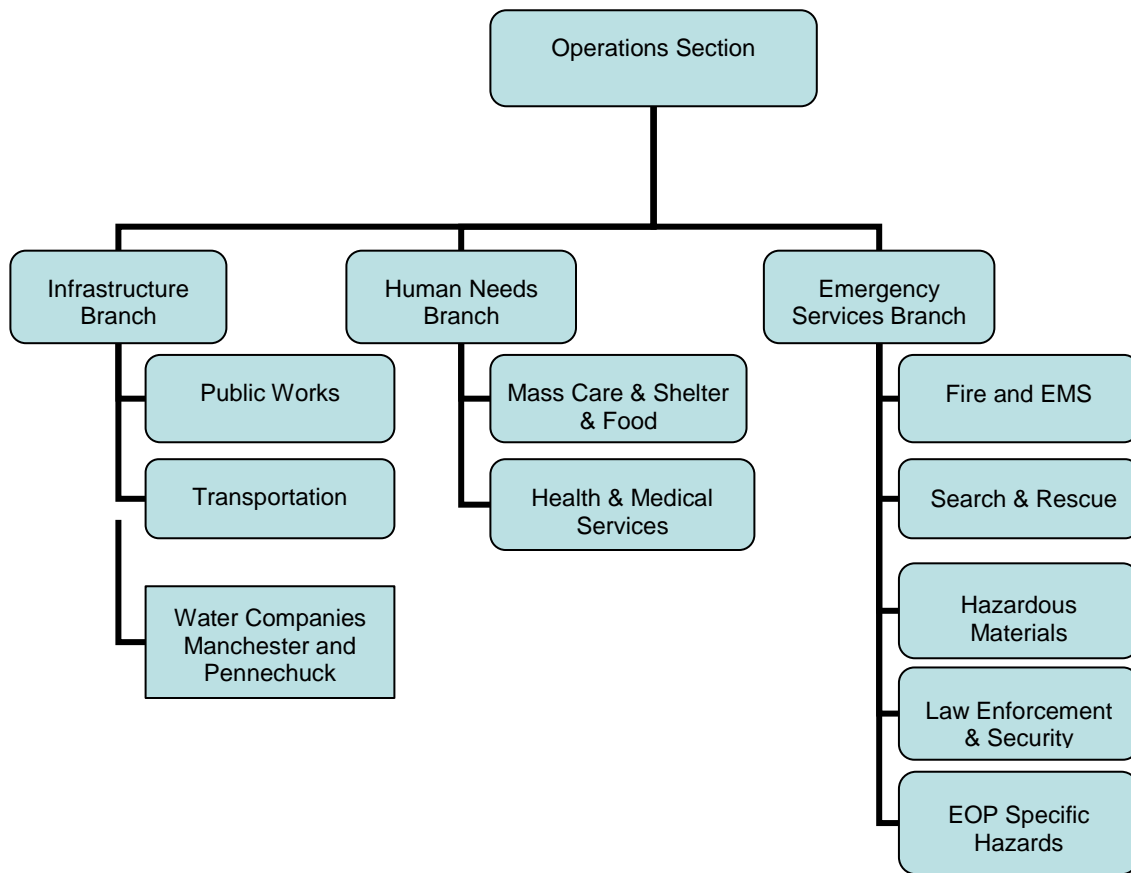 Operations Section
Infrastructure
Branch
Human Needs
Branch
Emergency
Services Branch
Public Works
Mass Care & Shelter
& Food
Fire and EMS
Transportation
Health & Medical
Services
Search & Rescue
Water Companies
Manchester and
Pennechuck
Hazardous
Materials
Law Enforcement
& Security
EOP Specific
Hazards